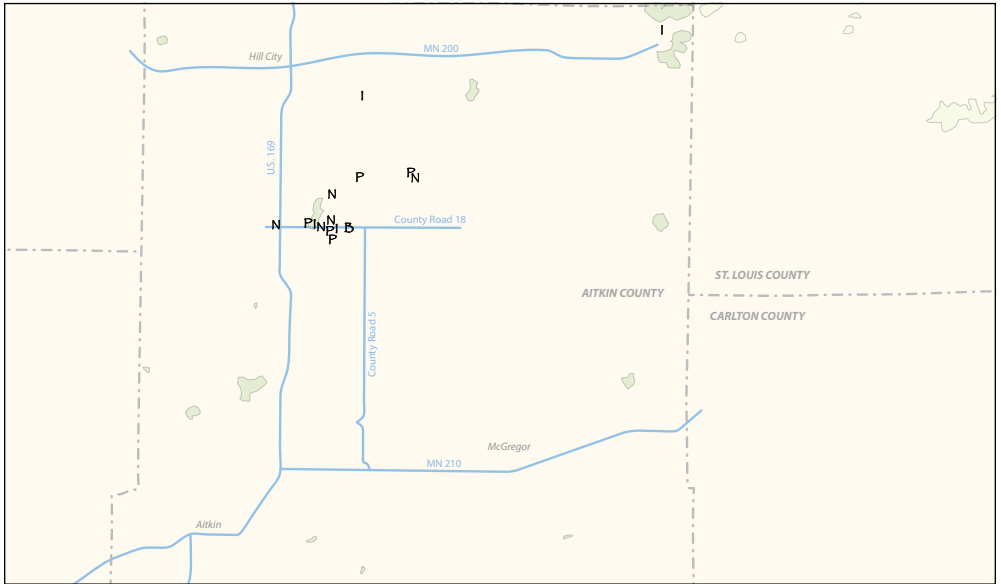 I
MN 200
Hill City
I
U.S. 169
P
P
N
N
N
P
I
N
N
P
I
B
P
County Road 18
ST. LOUIS COUNTY
AITKIN COUNTY
CARLTON COUNTY
County Road 5
McGregor
MN 210
Aitkin